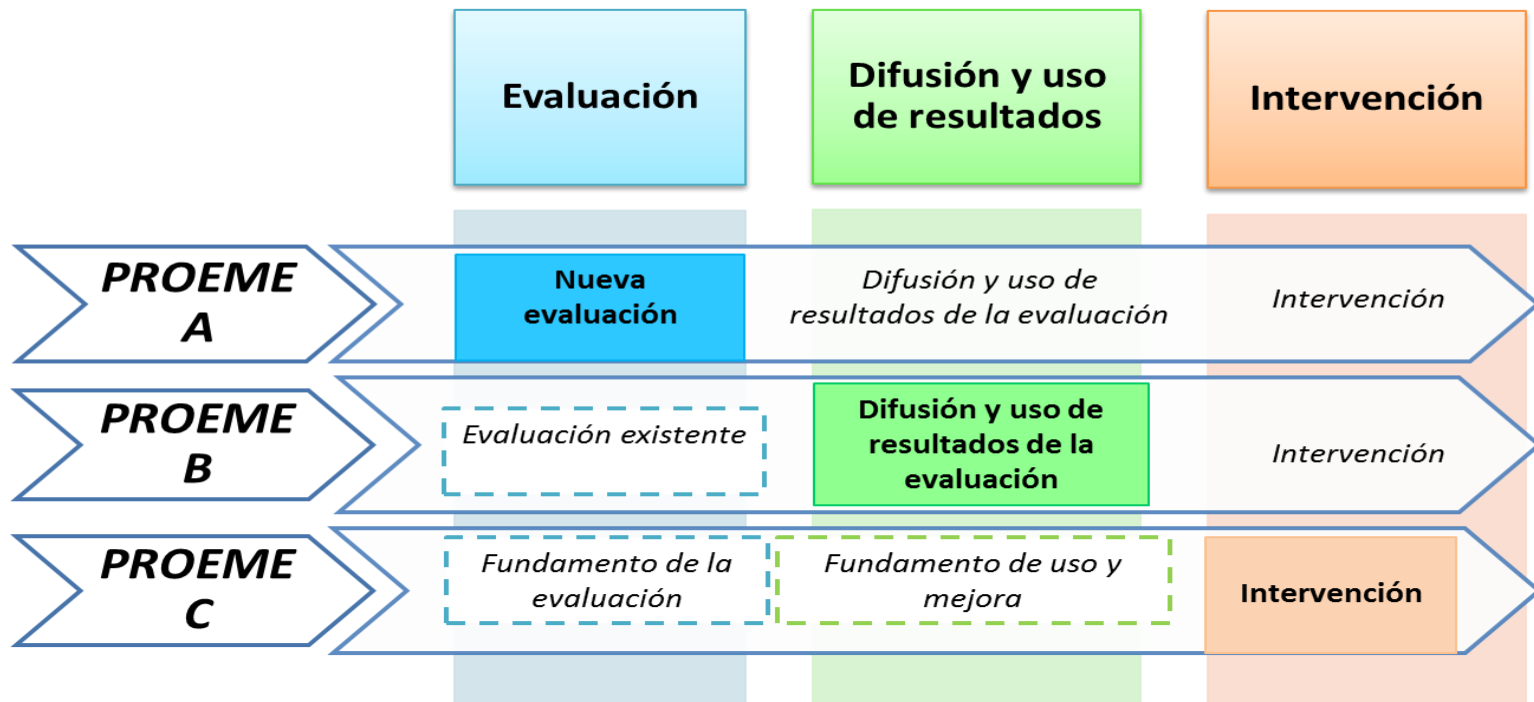 Evaluación
Difusión y uso
de resultados
Intervención
PROEME
A
Nueva
evaluación
Difusión y uso de
resultados de la evaluación
Intervención
PROEME
B
Evaluación existente
Difusión y uso de
resultados de la
evaluación
Intervención
PROEME
C
Fundamento de la
evaluación
Fundamento de uso y
mejora
Intervención